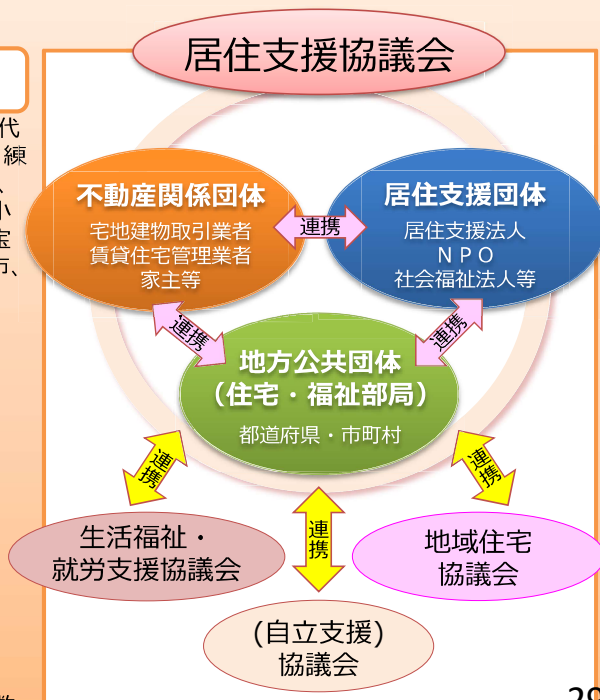 居住支援協議会
代
練
、
小
宝
市、
不動産関係団体
宅地建物取引業者
賃貸住宅管理業者
家主等
連携
居住支援団体
居住支援法人
ＮＰＯ
社会福祉法人等
連携
連携
地方公共団体
（住宅・福祉部局）
都道府県・市町村
連携
連携
連携
生活福祉・
就労支援協議会
地域住宅
協議会
(自立支援)
協議会